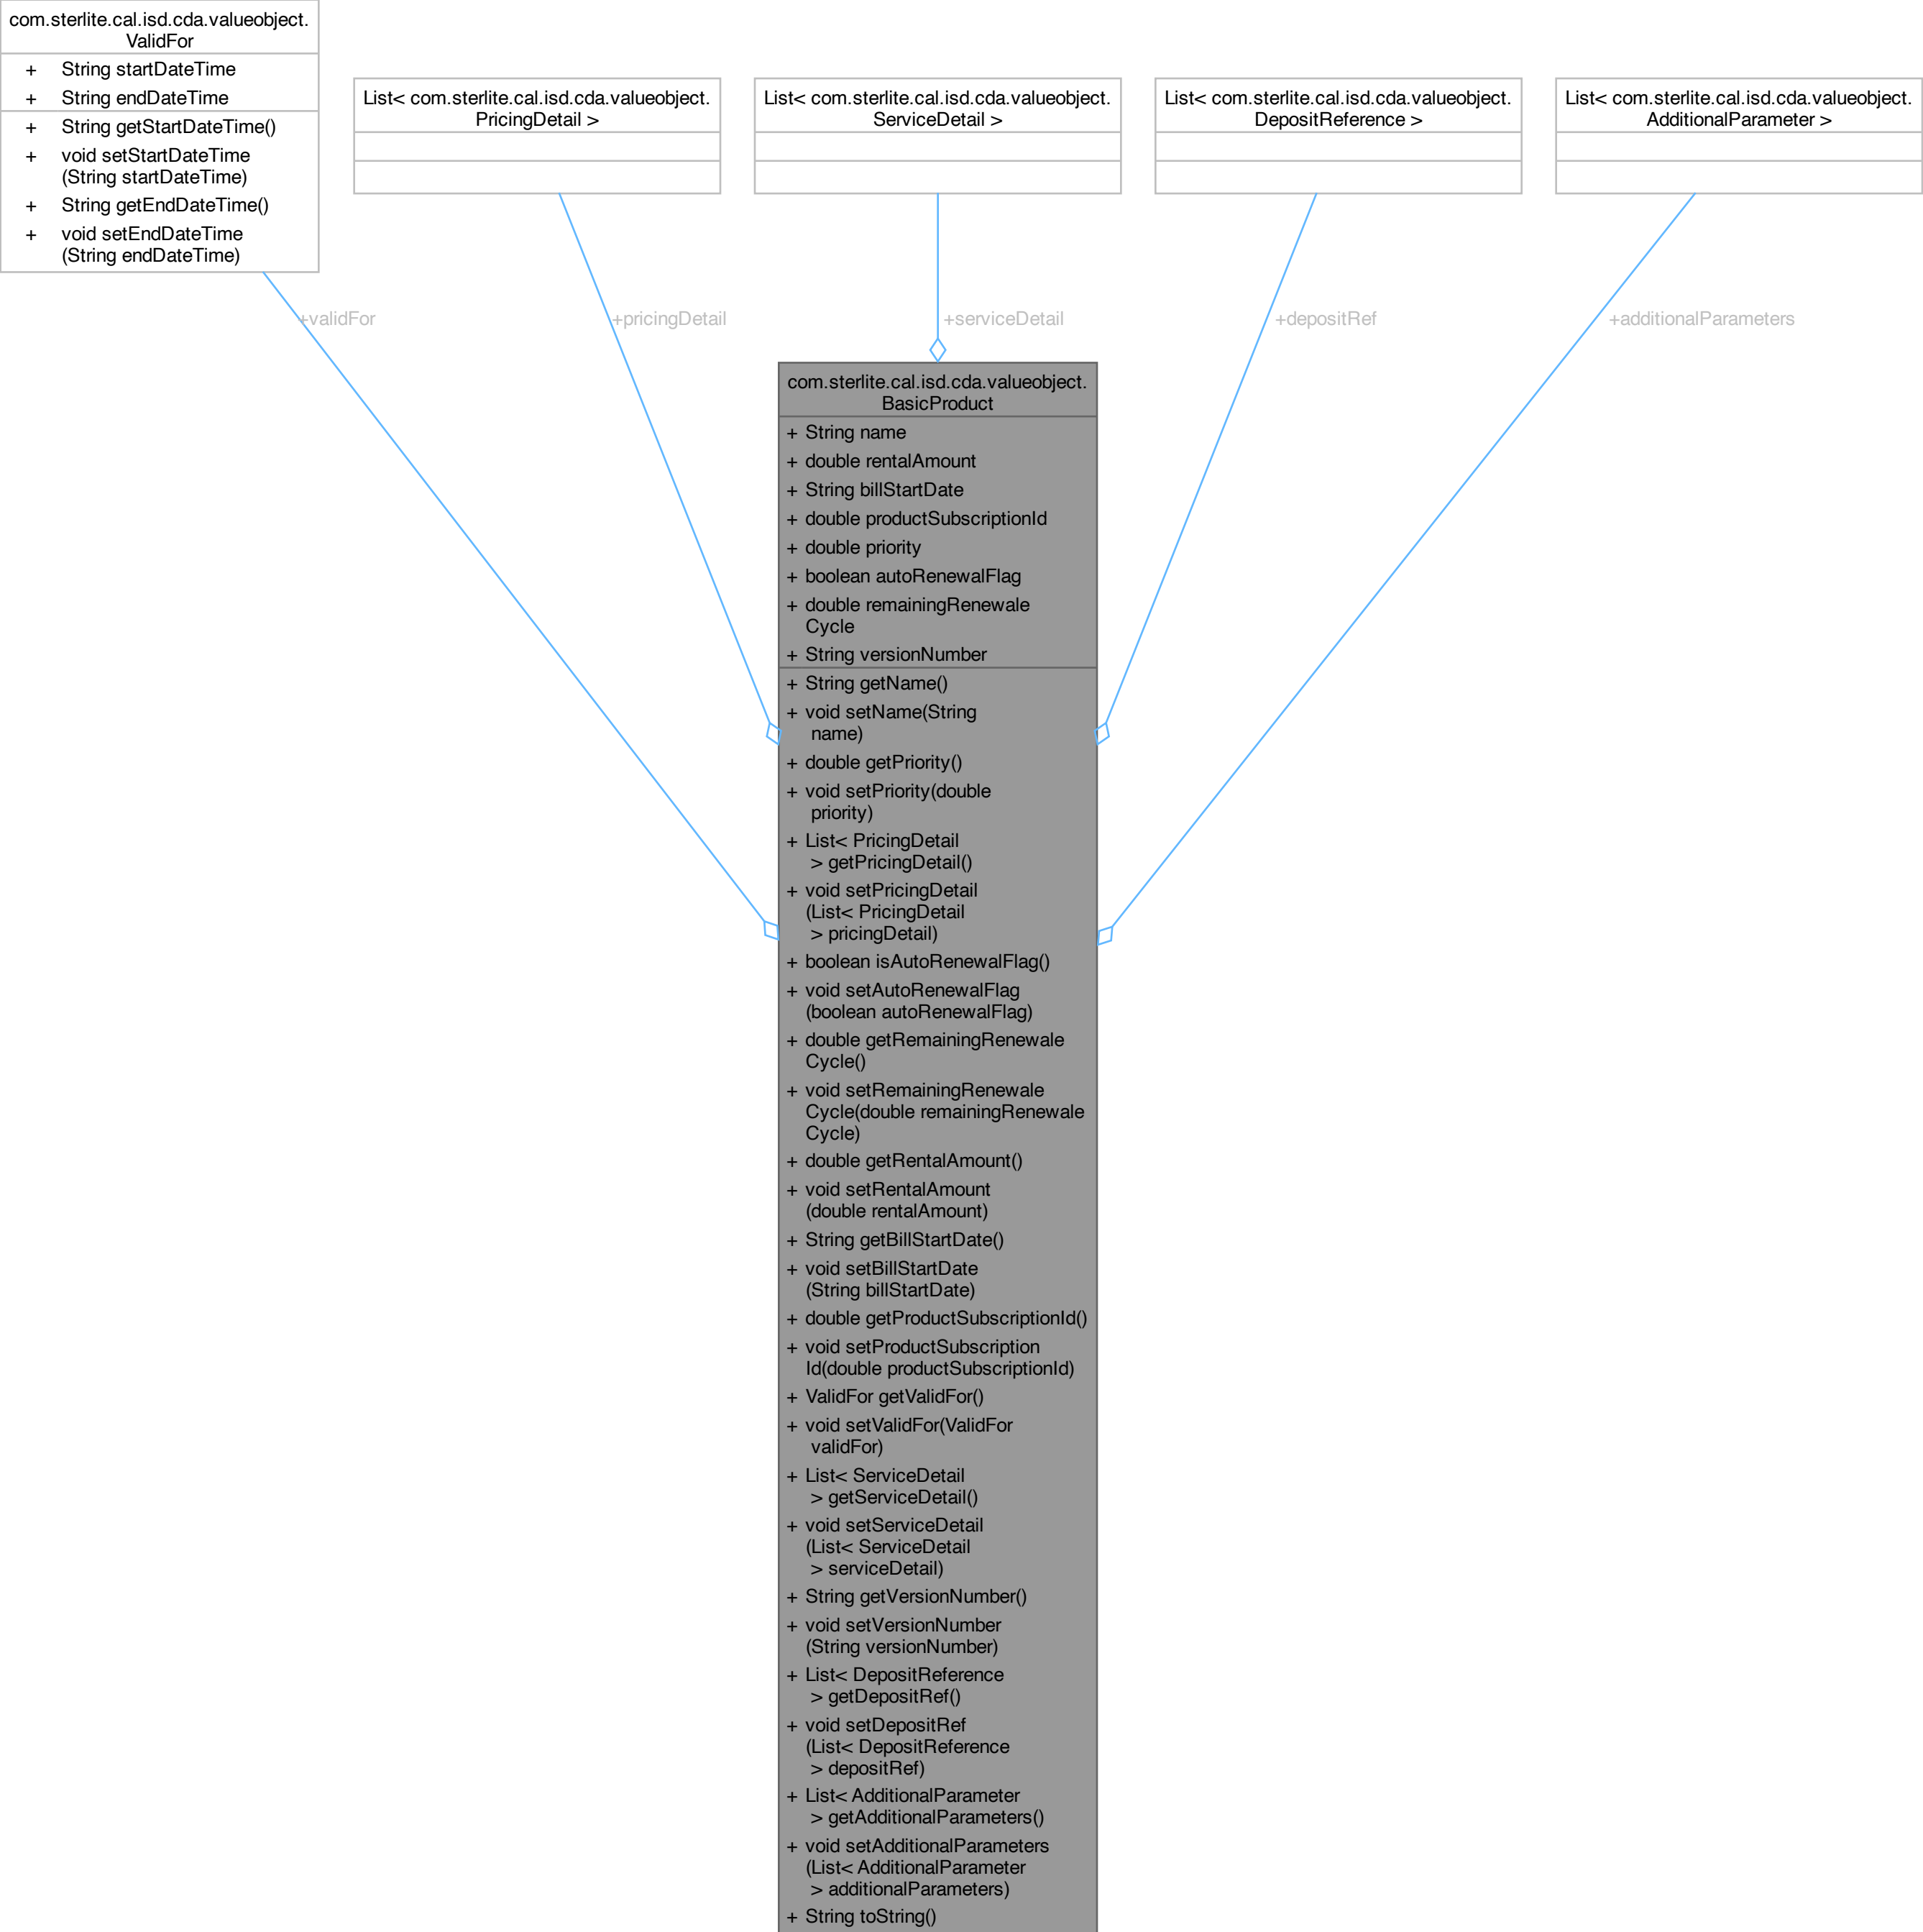 com.sterlite.cal.isd.cda.valueobject.
ValidFor
+ String startDateTime
+ String endDateTime
+ String getStartDateTime()
+ void setStartDateTime
(String startDateTime)
+ String getEndDateTime()
+ void setEndDateTime
(String endDateTime)
List< com.sterlite.cal.isd.cda.valueobject.
PricingDetail >
List< com.sterlite.cal.isd.cda.valueobject.
ServiceDetail >
List< com.sterlite.cal.isd.cda.valueobject.
DepositReference >
List< com.sterlite.cal.isd.cda.valueobject.
AdditionalParameter >
+validFor
+pricingDetail
+serviceDetail
+depositRef
+additionalParameters
com.sterlite.cal.isd.cda.valueobject.
BasicProduct
+ String name
+ double rentalAmount
+ String billStartDate
+ double productSubscriptionId
+ double priority
+ boolean autoRenewalFlag
+ double remainingRenewale
Cycle
+ String versionNumber
+ String getName()
+ void setName(String
name)
+ double getPriority()
+ void setPriority(double
priority)
+ List< PricingDetail
> getPricingDetail()
+ void setPricingDetail
(List< PricingDetail
> pricingDetail)
+ boolean isAutoRenewalFlag()
+ void setAutoRenewalFlag
(boolean autoRenewalFlag)
+ double getRemainingRenewale
Cycle()
+ void setRemainingRenewale
Cycle(double remainingRenewale
Cycle)
+ double getRentalAmount()
+ void setRentalAmount
(double rentalAmount)
+ String getBillStartDate()
+ void setBillStartDate
(String billStartDate)
+ double getProductSubscriptionId()
+ void setProductSubscription
Id(double productSubscriptionId)
+ ValidFor getValidFor()
+ void setValidFor(ValidFor
validFor)
+ List< ServiceDetail
> getServiceDetail()
+ void setServiceDetail
(List< ServiceDetail
> serviceDetail)
+ String getVersionNumber()
+ void setVersionNumber
(String versionNumber)
+ List< DepositReference
> getDepositRef()
+ void setDepositRef
(List< DepositReference
> depositRef)
+ List< AdditionalParameter
> getAdditionalParameters()
+ void setAdditionalParameters
(List< AdditionalParameter
> additionalParameters)
+ String toString()